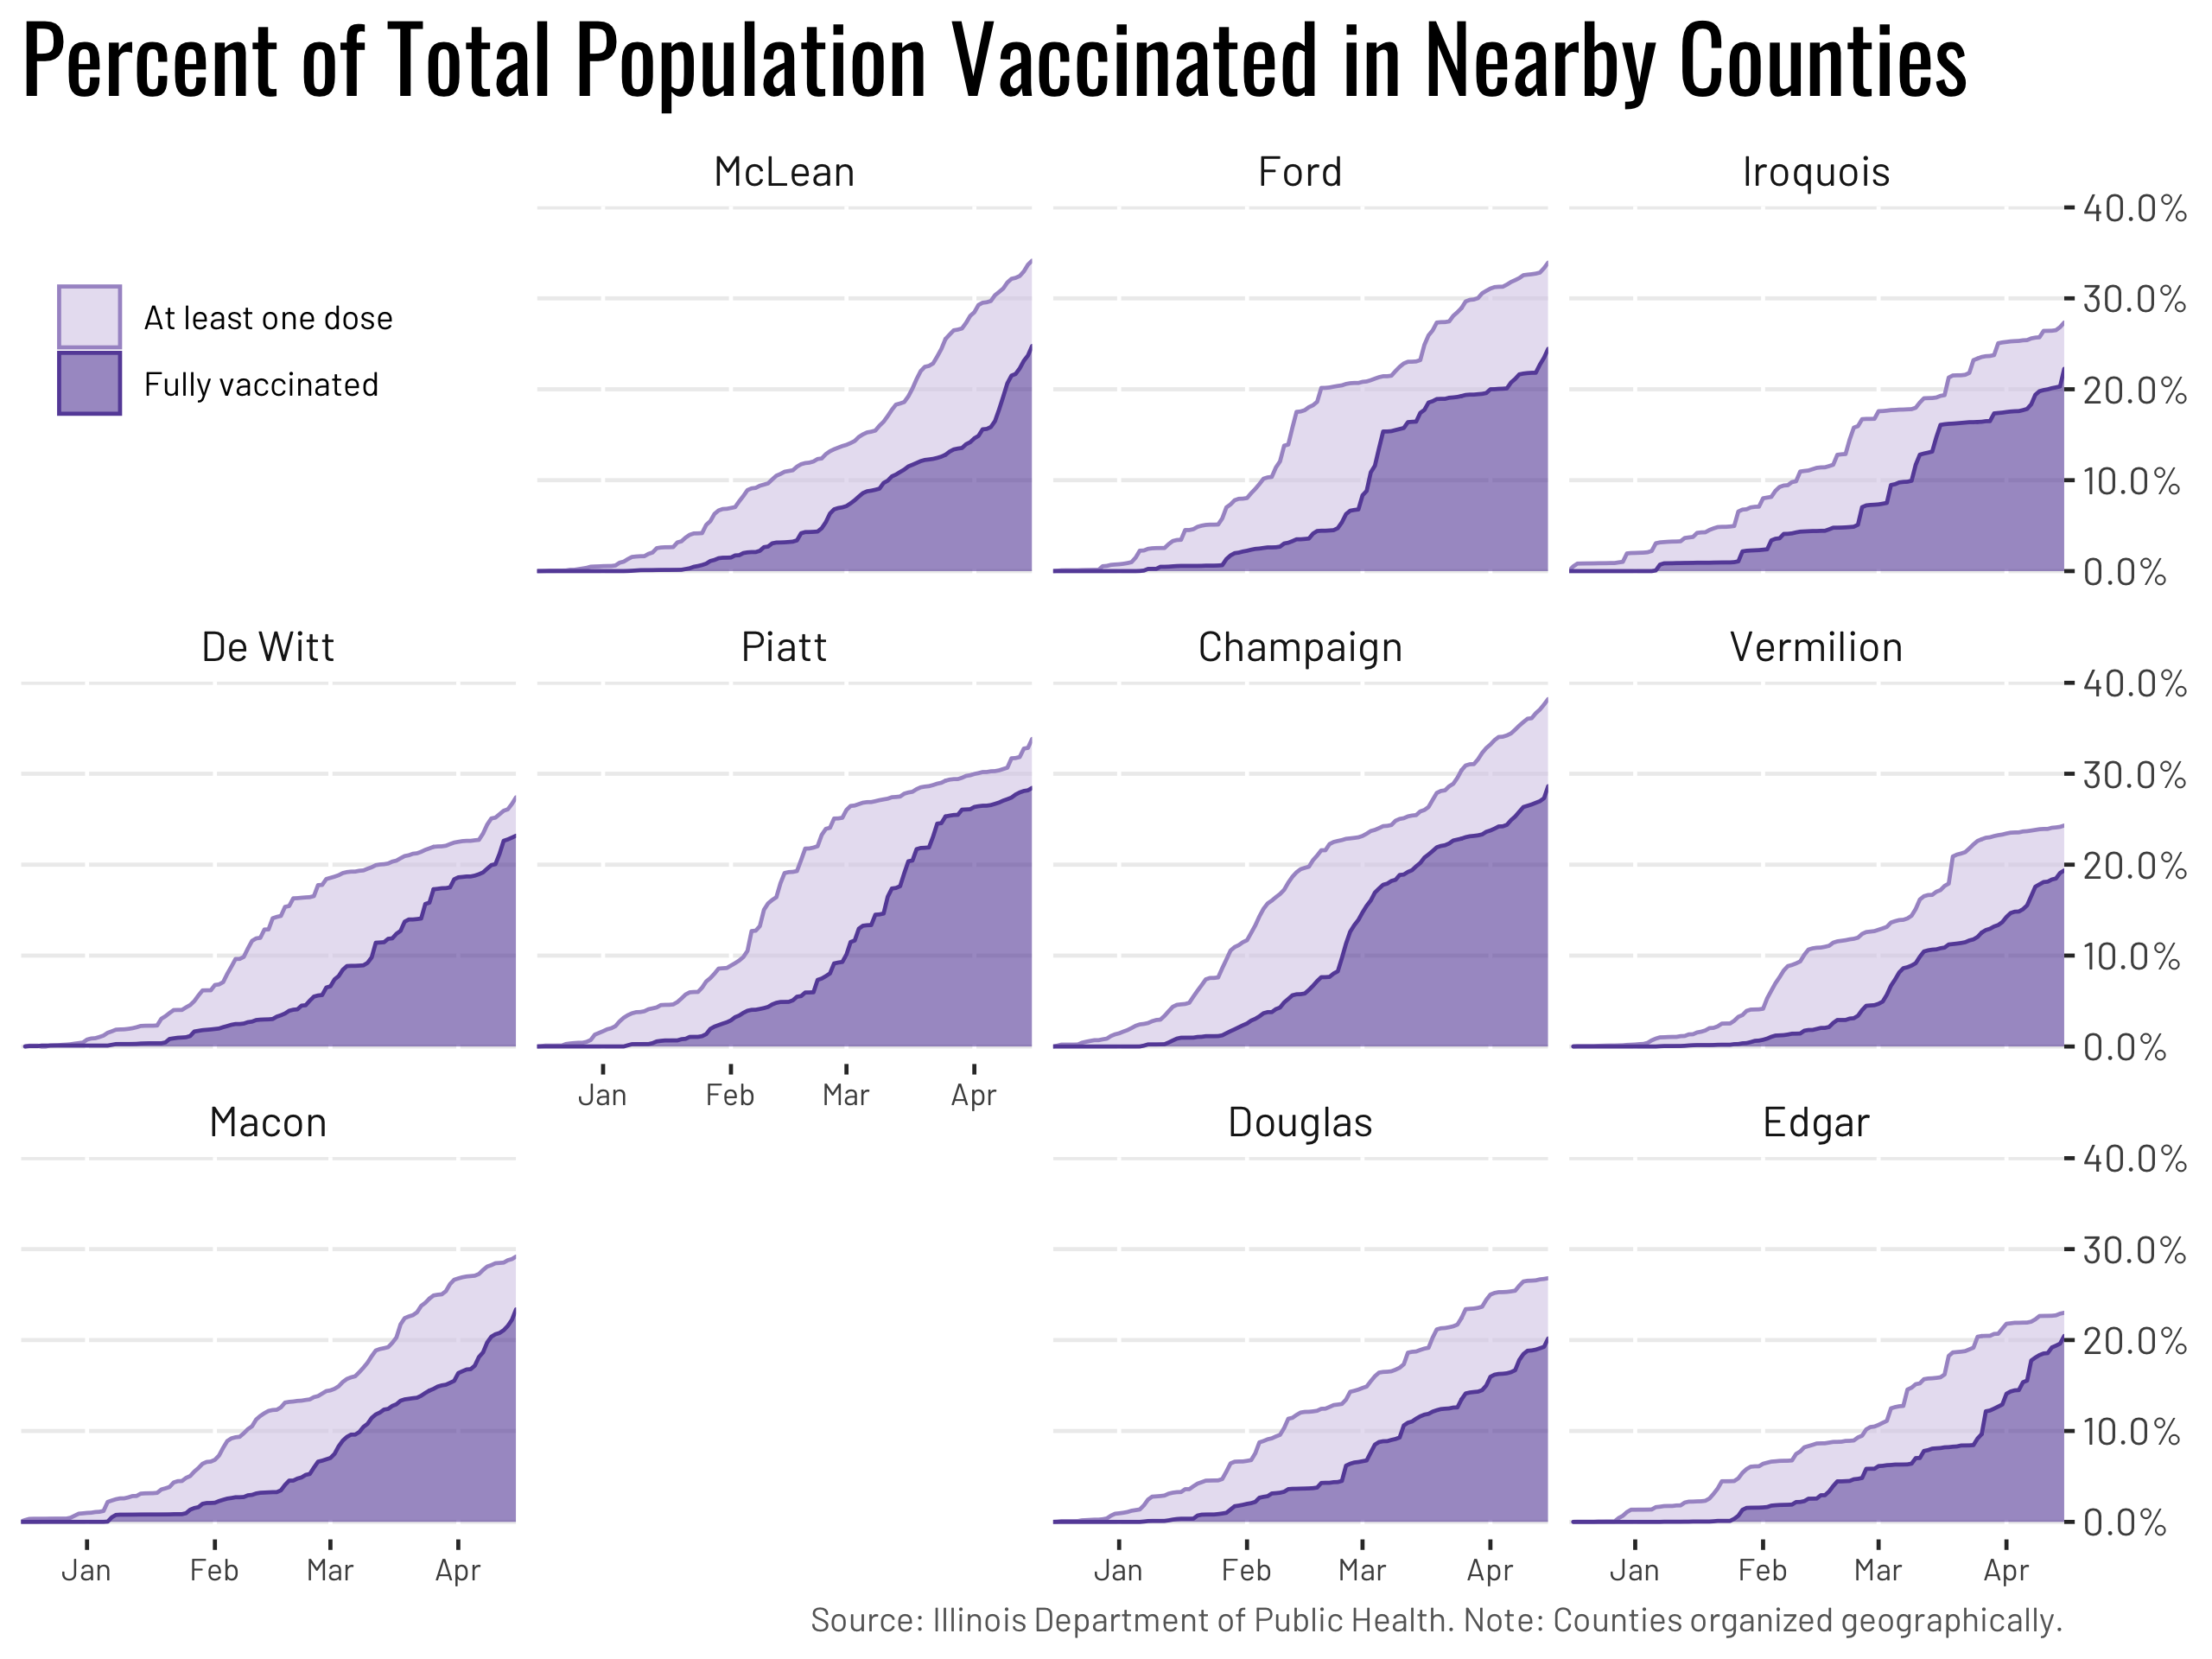 Percent of Total Population Vaccinated in Nearby Counties
McLean
Ford
Iroquois
40.0%
30.0%
20.0%
10.0%
0.0%
At least one dose
Fully vaccinated
De Witt
Piatt
Champaign
Vermilion
40.0%
30.0%
20.0%
10.0%
0.0%
Jan Feb Mar Apr
Macon
Douglas
Edgar
40.0%
30.0%
20.0%
10.0%
0.0%
Jan Feb Mar Apr
Jan Feb Mar Apr
Jan Feb Mar Apr
Source: Illinois Department of Public Health. Note: Counties organized geographically.